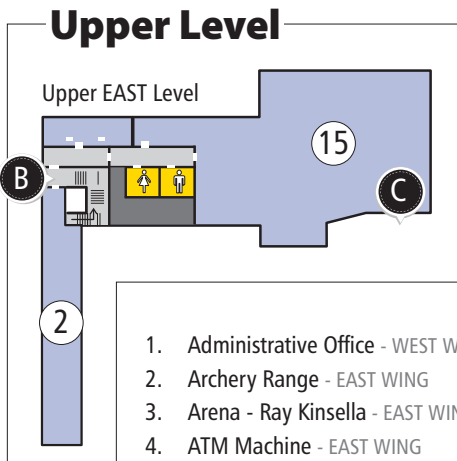 Upper Level
Upper EAST Level
15
B
C
2
1. Administrative Office - WEST W
2. Archery Range - EAST WING
3. Arena - Ray Kinsella - EAST WIN
4. ATM Machine - EAST WING